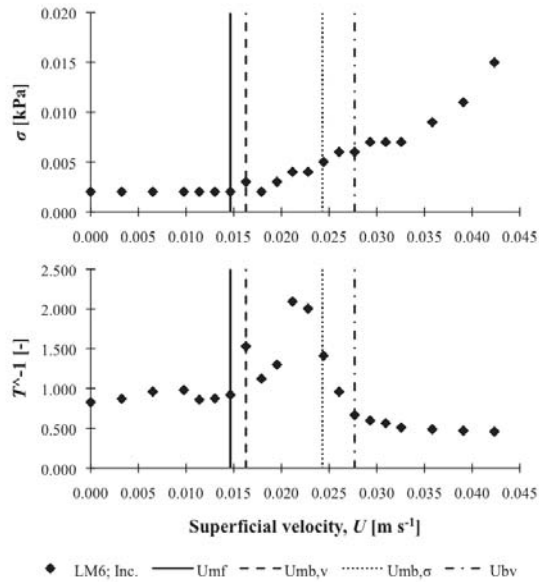 0.020
0.015
0.010
0.005
0.000
σ [kPa]
0.000 0.005 0.010 0.015 0.020 0.025 0.030 0.035 0.040 0.045
2.500
2.000
1.500
1.000
0.500
0.000
T^-1 [-]
0.000 0.005 0.010 0.015 0.020 0.025 0.030 0.035 0.040 0.045
Superficial velocity, U [m s⁻¹]
LM6; Inc. Umf Umb,v Umb,σ Ubv